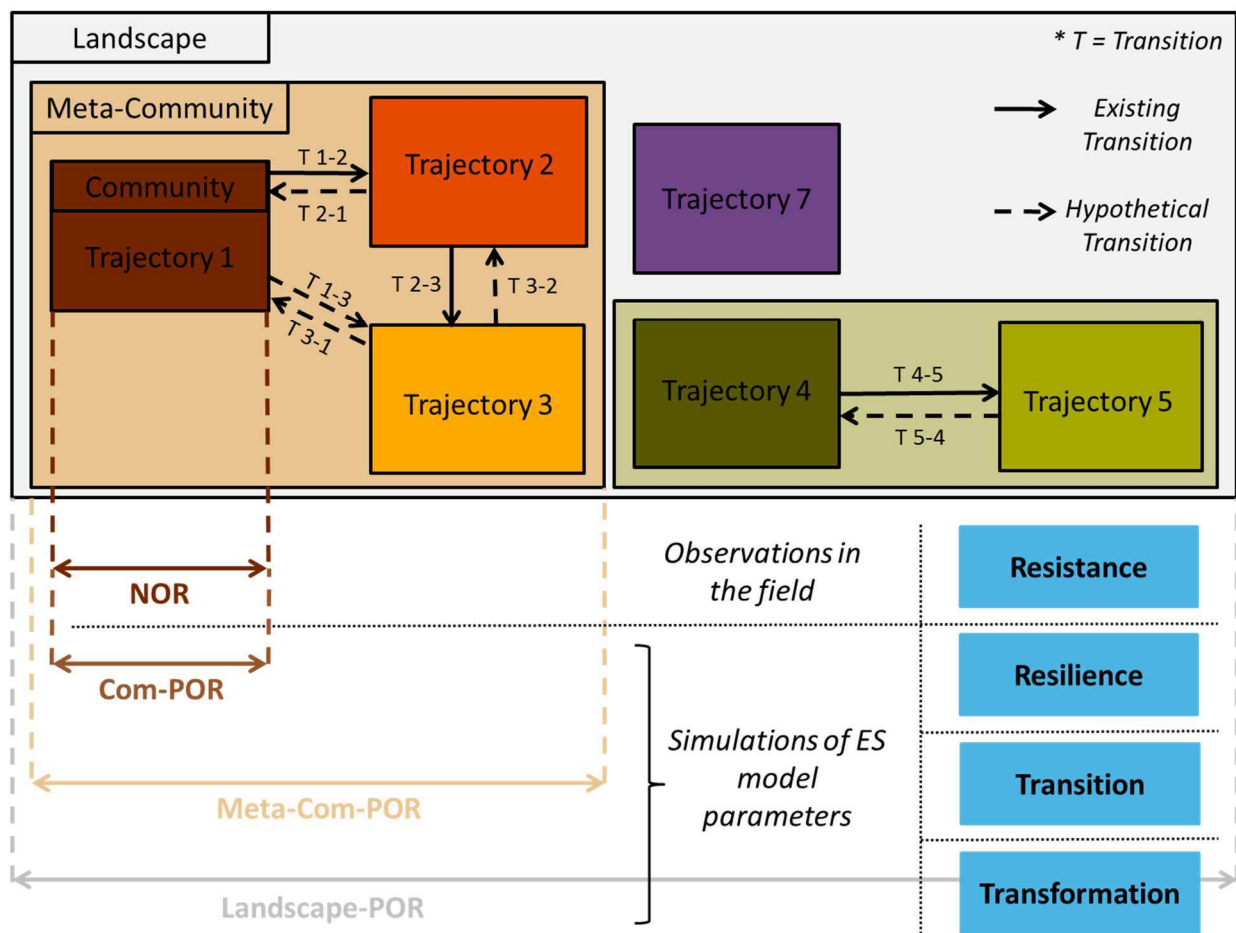 Landscape
* T = Transition
Existing
Transition
Hypothetical
Transition
Meta-Community
Community
Trajectory 1
T 1-2
T 2-1
Trajectory 2
T 1-3
T 3-1
T 2-3
T 3-2
Trajectory 3
Trajectory 7
Trajectory 4
T 4-5
T 5-4
Trajectory 5
NOR
Observations in
the field
Resistance
Com-POR
Resilience
Meta-Com-POR
Simulations of ES
model
parameters
Transition
Landscape-POR
Transformation